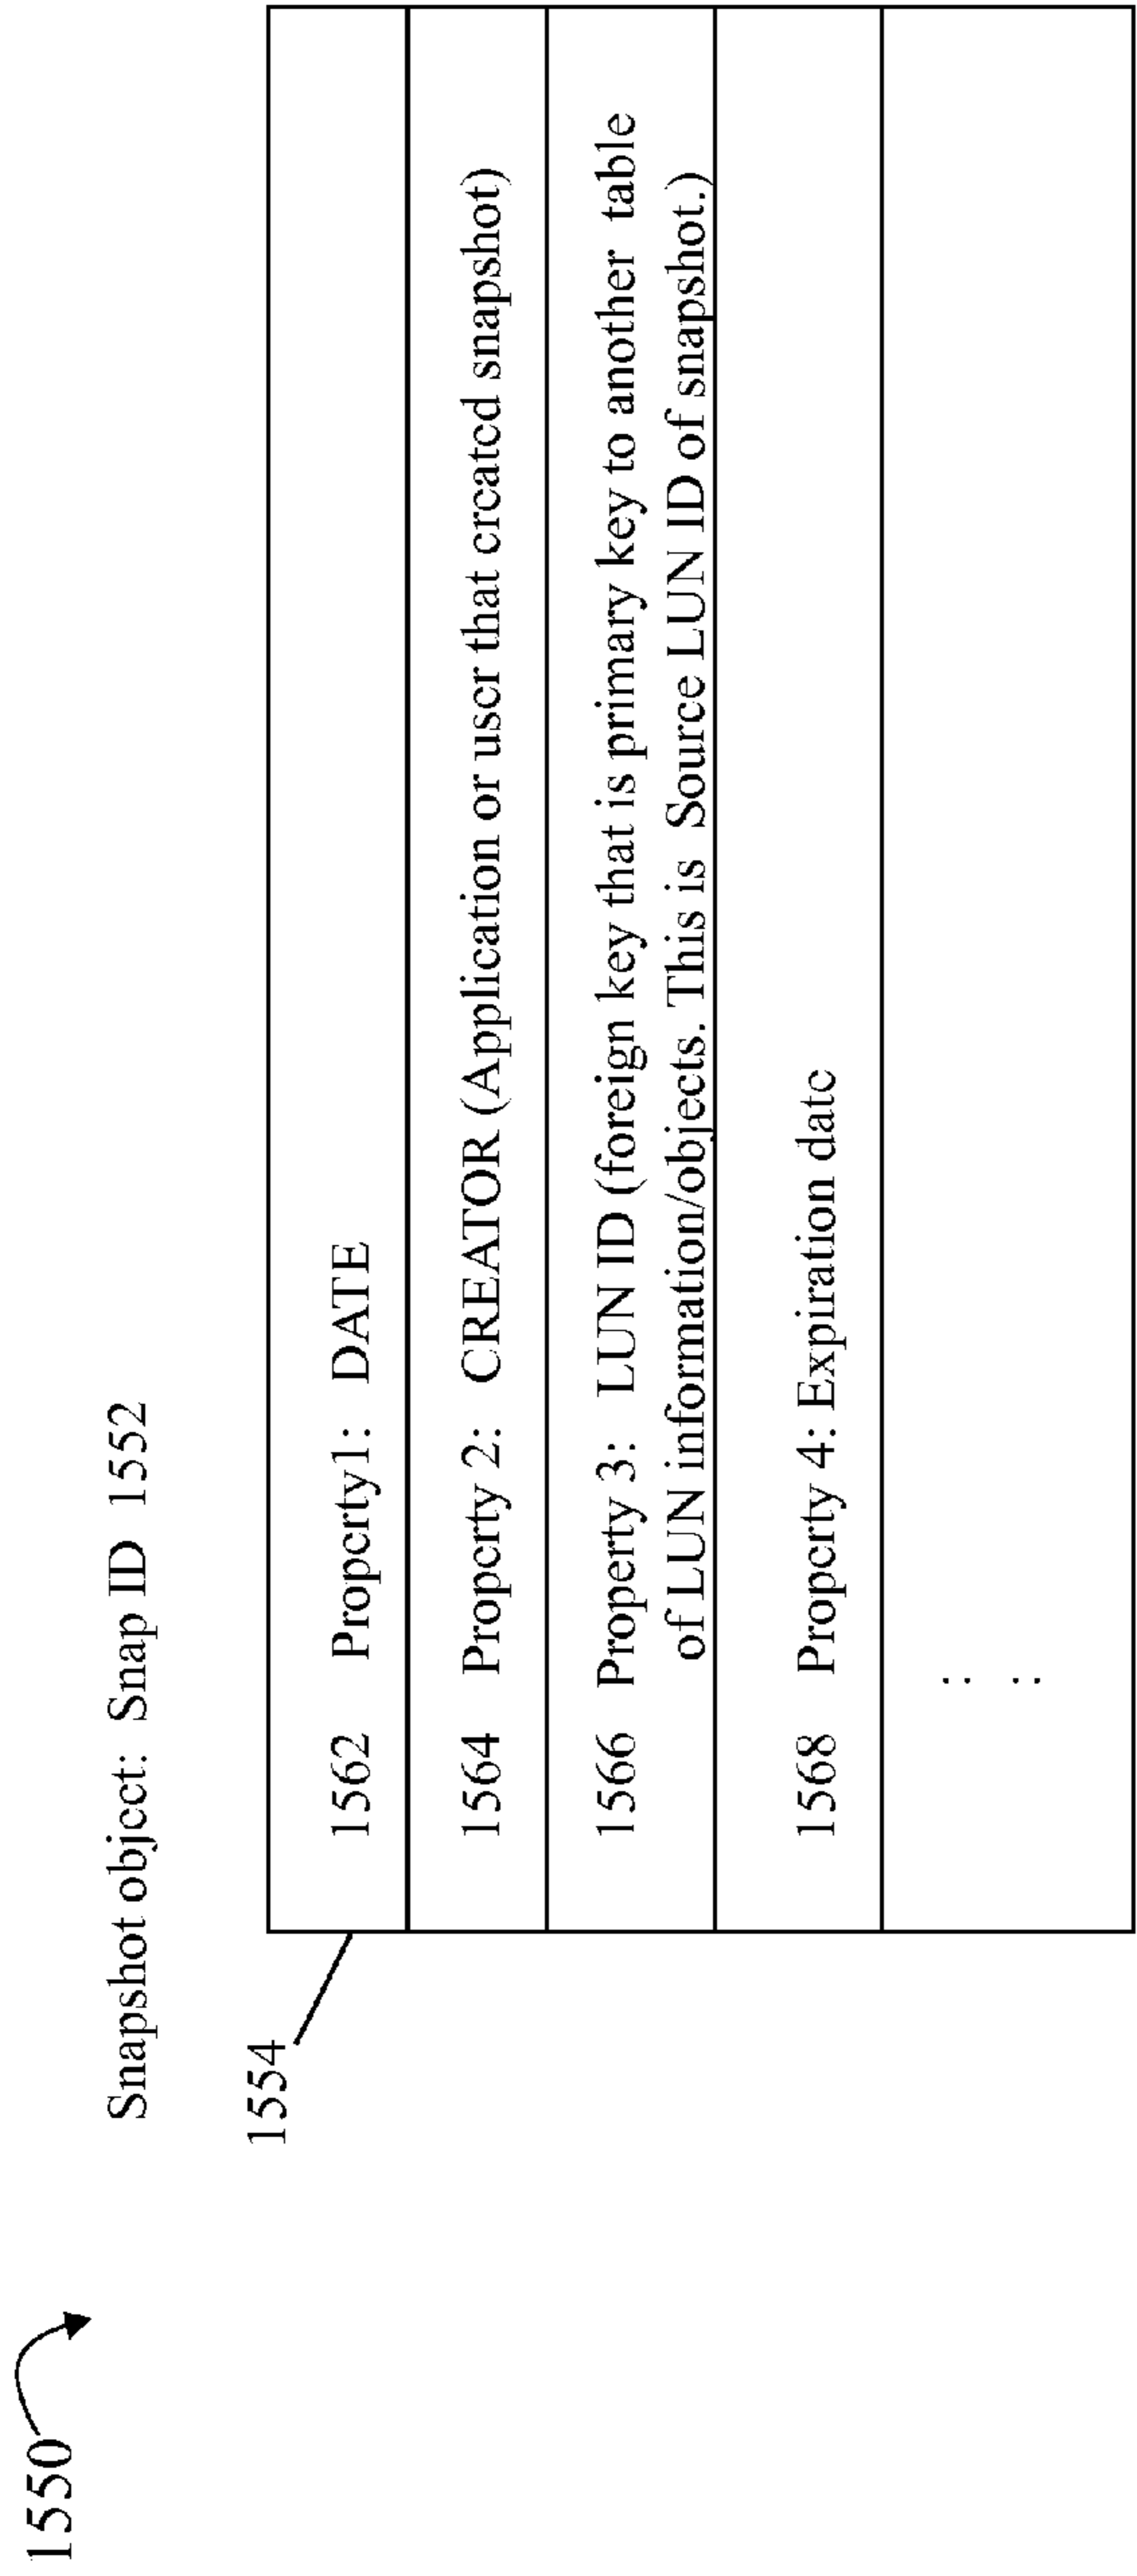 1550
Snapshot object: Snap ID 1552
1554
1562 Property1: DATE
1564 Property 2: CREATOR (Application or user that created snapshot)
1566 Property 3: LUN ID (foreign key that is primary key to another table
of LUN information/objects. This is Source LUN ID of snapshot.)
1568 Property 4: Expiration date
: :